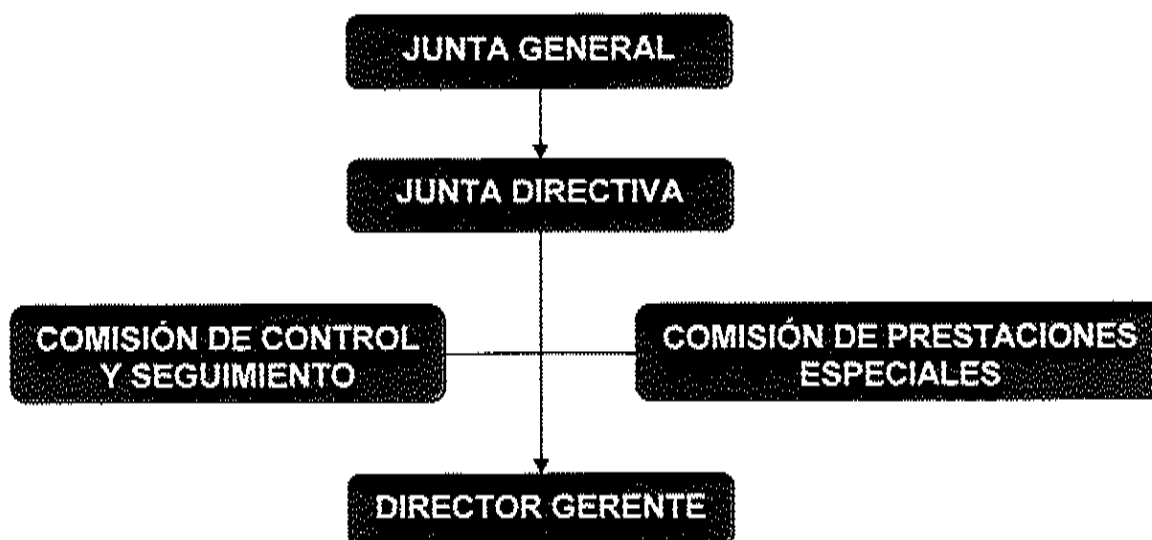 JUNTA GENERAL
JUNTA DIRECTIVA
COMISIÓN DE CONTROL
Y SEGUIMIENTO
COMISIÓN DE PRESTACIONES
ESPECIALES
DIRECTOR GERENTE